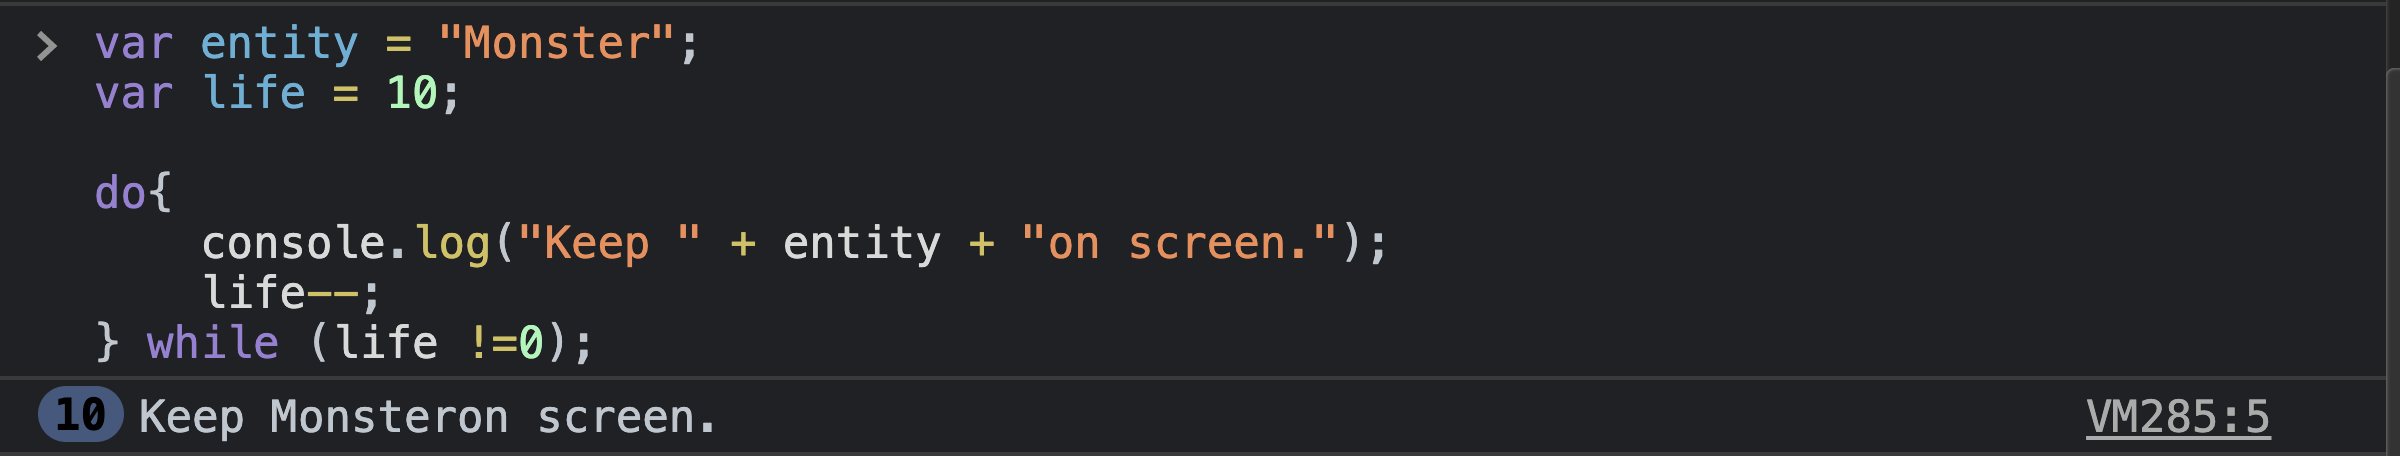 > var entity = "Monster";
var life = 10;
do{
    console.log("Keep " + entity + "on screen.");
    life--;
} while (life !=0);
10 Keep Monsteron screen. VM285:5